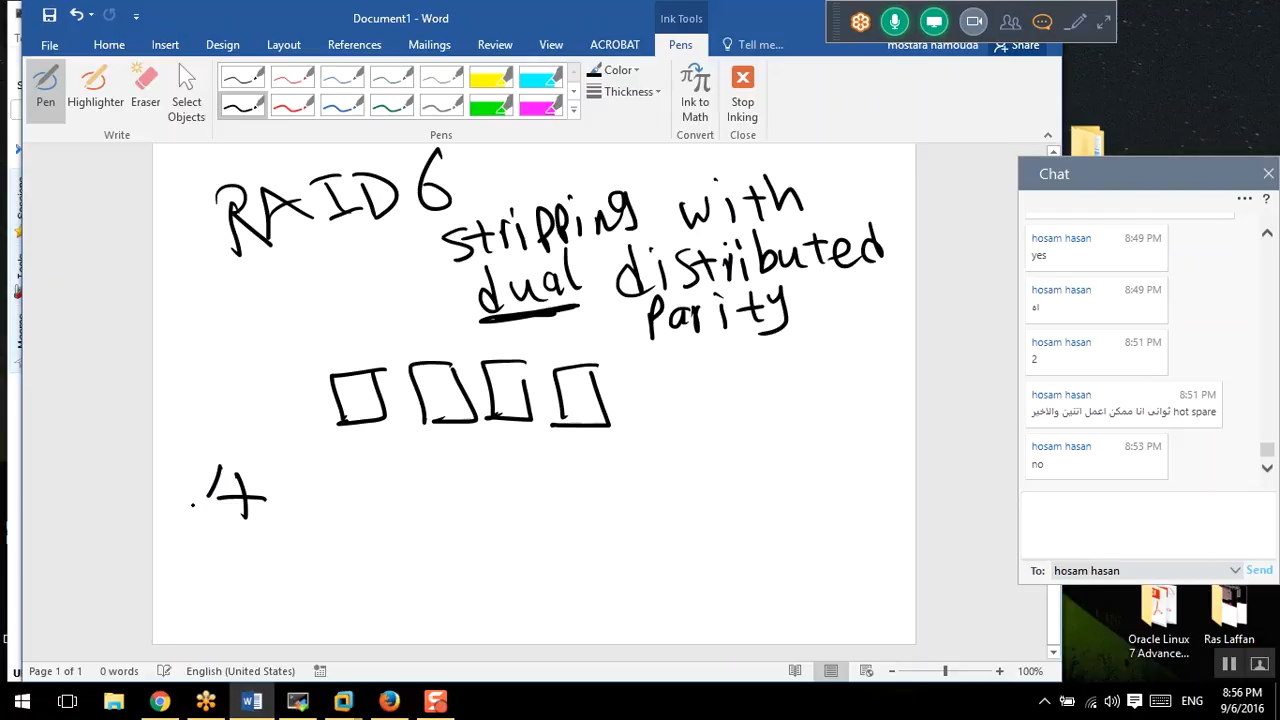 Document1 - Word
Ink Tools
File
Home
Insert
Design
Layout
References
Mailings
Review
View
ACROBAT
Pens
Tell me...
mostafa hamouda
Share
Pen
Highlighter
Eraser
Select
Objects
Color
Thickness
Ink to
Math
Stop
Inking
Write
Pens
Convert
Close
RAID 6
stripping with
dual distributed
parity
4
Chat
hosam hasan 8:49 PM
yes
hosam hasan 8:49 PM
اه
hosam hasan 8:51 PM
2
hosam hasan 8:51 PM
ثوانى انا ممكن اعمل اتنين والاخير hot spare
hosam hasan 8:53 PM
no
To: hosam hasan
Send
Oracle Linux
7 Advance...
Ras Laffan
Page 1 of 1
0 words
English (United States)
100%
ENG
8:56 PM
9/6/2016